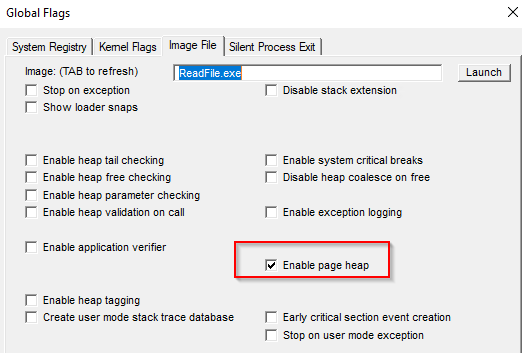 Global Flags
System Registry Kernel Flags Image File Silent Process Exit
Image: (TAB to refresh) ReadFile.exe Launch
Stop on exception Disable stack extension
Show loader snaps
Enable heap tail checking Enable system critical breaks
Enable heap free checking Disable heap coalesce on free
Enable heap parameter checking
Enable heap validation on call Enable exception logging
Enable application verifier
Enable page heap
Enable heap tagging
Create user mode stack trace database Early critical section event creation
Stop on user mode exception